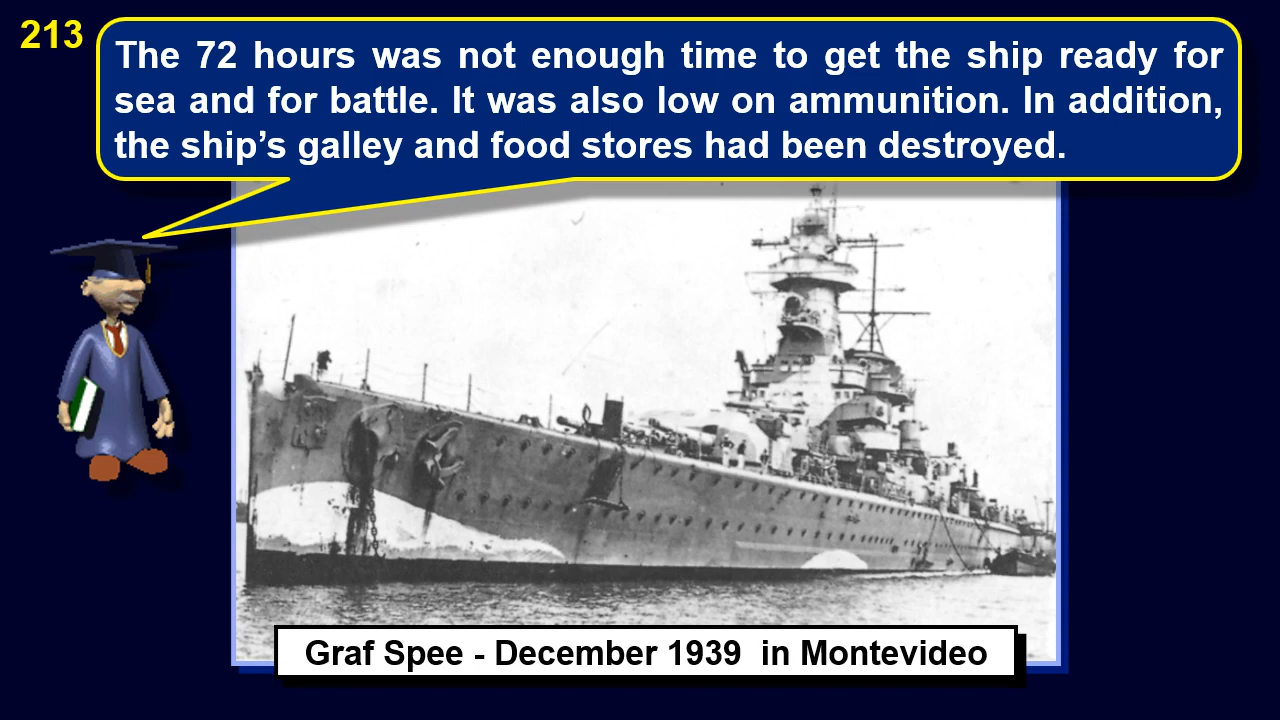 213
The 72 hours was not enough time to get the ship ready for
sea and for battle. It was also low on ammunition. In addition,
the ship’s galley and food stores had been destroyed.
Graf Spee - December 1939  in Montevideo